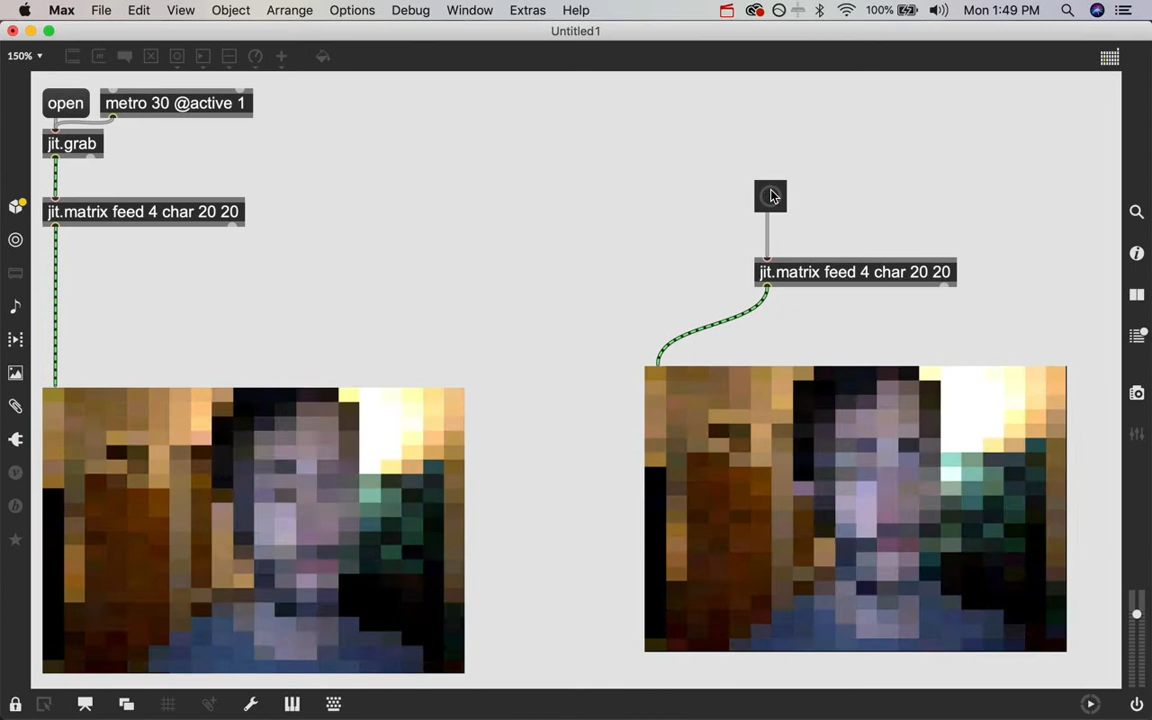 Max File Edit View Object Arrange Options Debug Window Extras Help 100% Mon 1:49 PM
Untitled1
150%
open
metro 30 @active 1
jit.grab
jit.matrix feed 4 char 20 20
jit.matrix feed 4 char 20 20